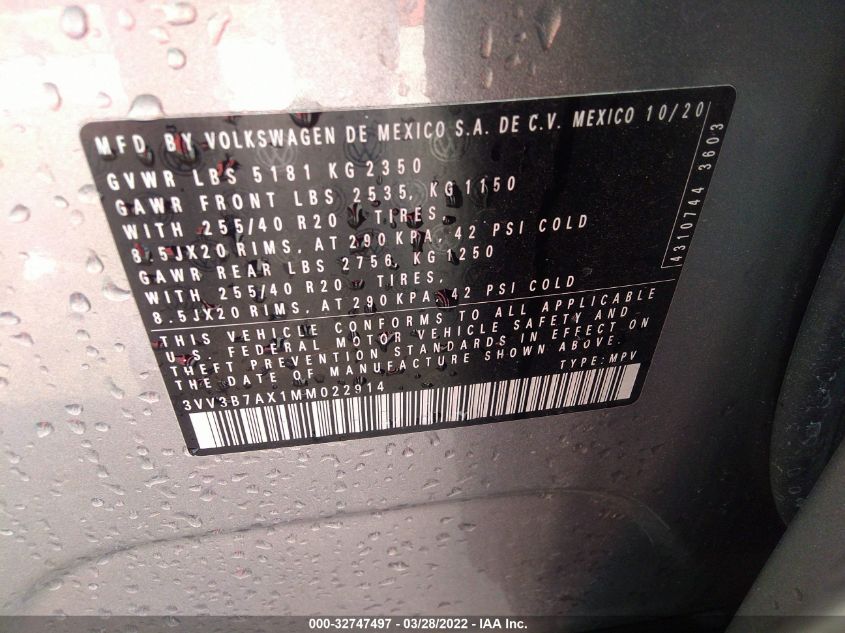 MFD. BY VOLKSWAGEN DE MEXICO S.A. DE C.V. MEXICO 10/20
GVWR LBS 5181 KG 2350
GAWR FRONT LBS 2535, KG 1150
WITH 255/40 R20 TIRES.
8.5JX20 RIMS. AT 290 KPA, 42 PSI COLD
GAWR REAR LBS 2756, KG 1250
WITH 255/40 R20 TIRES.
8.5JX20 RIMS. AT 290 KPA, 42 PSI COLD
4310744 3603
THIS VEHICLE CONFORMS TO ALL APPLICABLE
U.S. FEDERAL MOTOR VEHICLE SAFETY AND
THEFT PREVENTION STANDARDS IN EFFECT ON
THE DATE OF MANUFACTURE SHOWN ABOVE.
TYPE: MPV
3VV3B7AX1MM022914
000-32747497 — 03/28/2022 — IAA Inc.